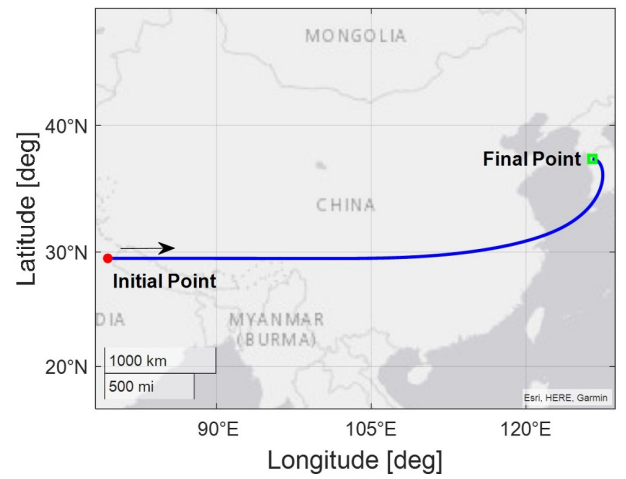 MONGOLIA
40°N
Final Point
CHINA
30°N
Initial Point
DIA
MYANMAR
(BURMA)
20°N
1000 km
500 mi
Esri, HERE, Garmin
90°E
105°E
120°E
Longitude [deg]
Latitude [deg]